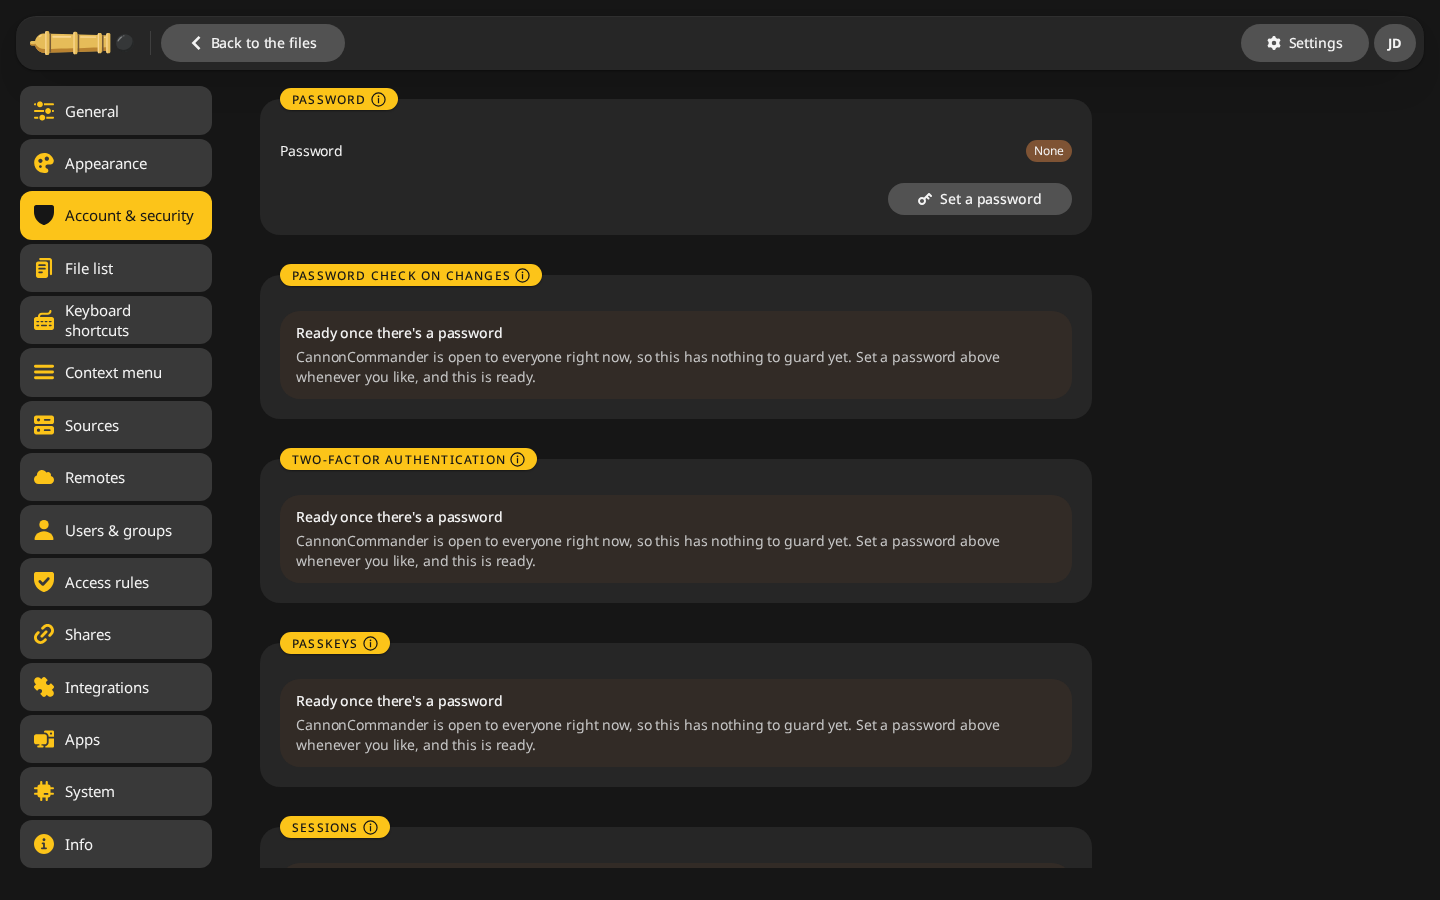 Back to the files
Settings
JD
General
Appearance
Account & security
File list
Keyboard
shortcuts
Context menu
Sources
Remotes
Users & groups
Access rules
Shares
Integrations
Apps
System
Info
PASSWORD
Password
None
Set a password
PASSWORD CHECK ON CHANGES
Ready once there's a password
CannonCommander is open to everyone right now, so this has nothing to guard yet. Set a password above
whenever you like, and this is ready.
TWO-FACTOR AUTHENTICATION
Ready once there's a password
CannonCommander is open to everyone right now, so this has nothing to guard yet. Set a password above
whenever you like, and this is ready.
PASSKEYS
Ready once there's a password
CannonCommander is open to everyone right now, so this has nothing to guard yet. Set a password above
whenever you like, and this is ready.
SESSIONS